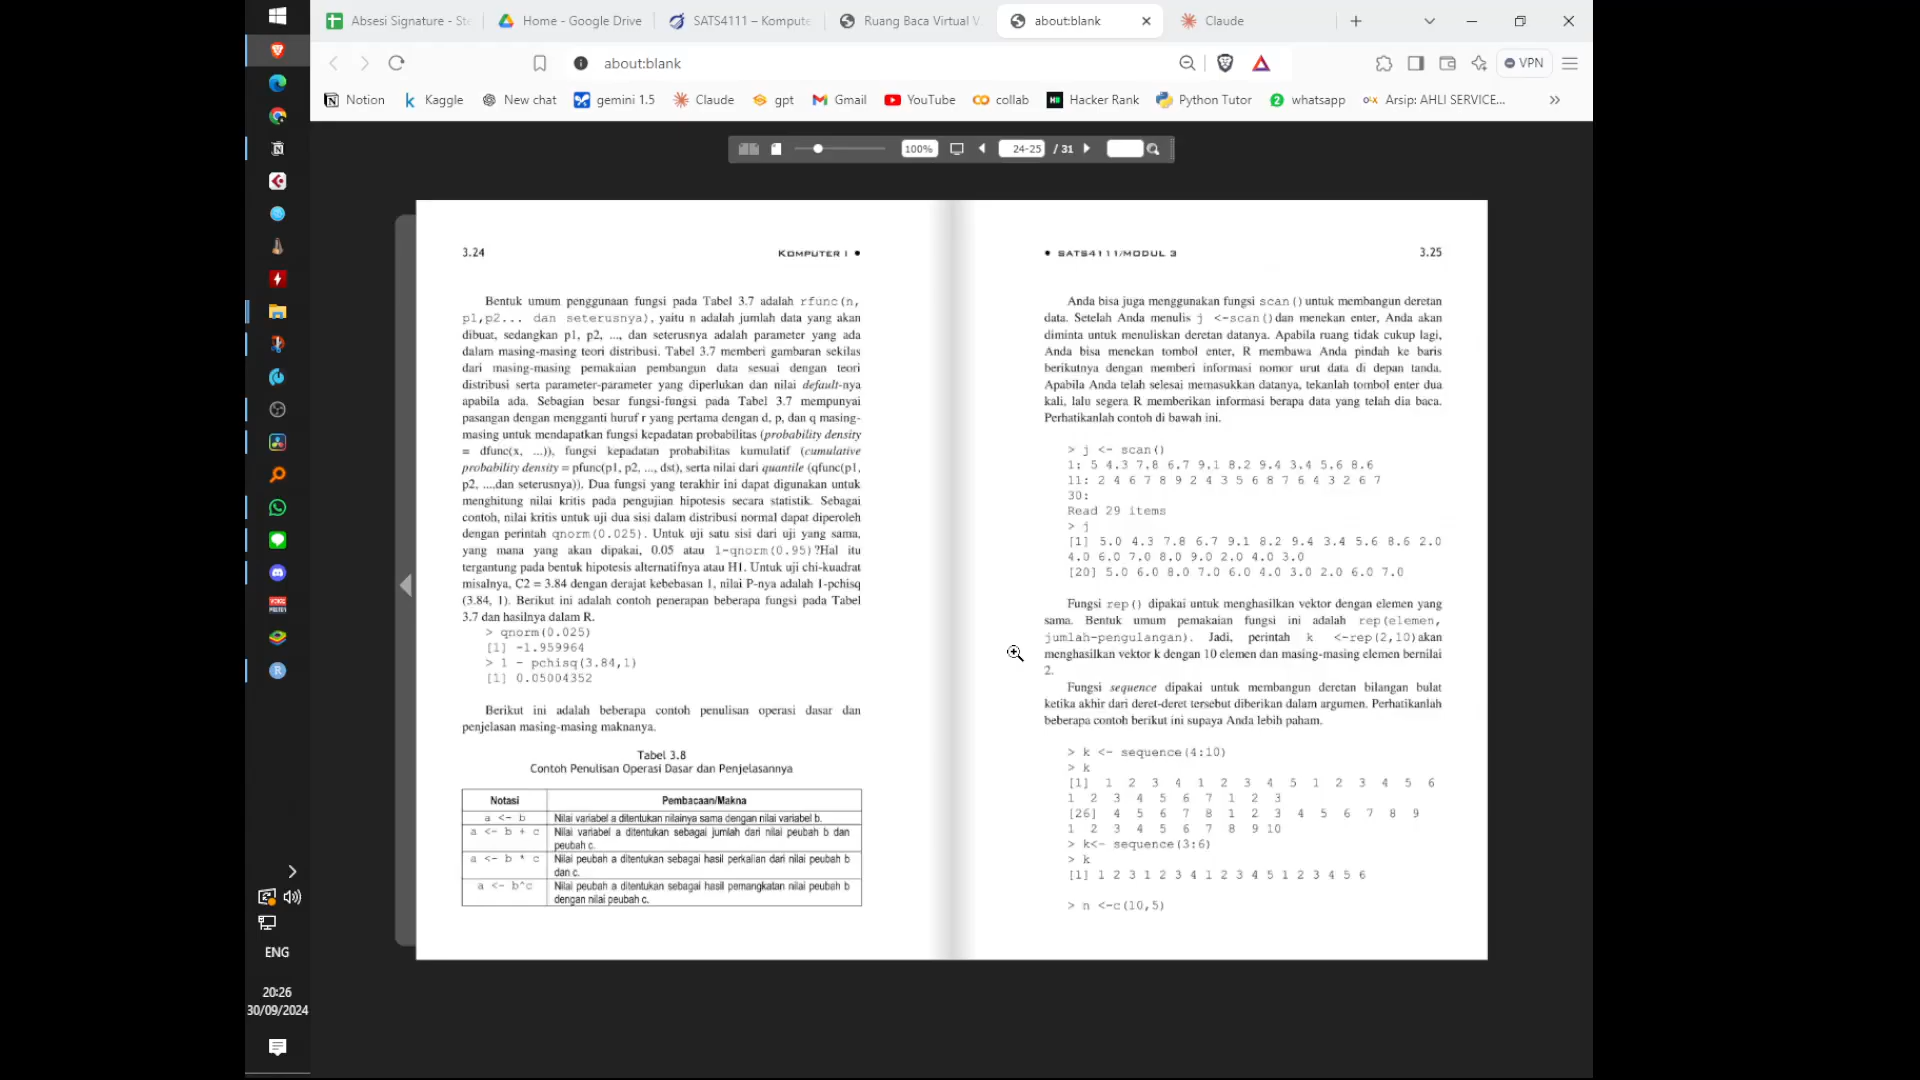 Absesi Signature - Ste
Home - Google Drive
SATS4111 – Kompute
Ruang Baca Virtual V
about:blank
Claude
about:blank
VPN
Notion
Kaggle
New chat
gemini 1.5
Claude
gpt
Gmail
YouTube
collab
Hacker Rank
Python Tutor
whatsapp
Arsip: AHLI SERVICE...
100%
24-25
/ 31
3.24
KOMPUTER I ●
Bentuk umum penggunaan fungsi pada Tabel 3.7 adalah rfunc(n,
p1,p2... dan seterusnya), yaitu n adalah jumlah data yang akan
dibuat, sedangkan p1, p2, ..., dan seterusnya adalah parameter yang ada
dalam masing-masing teori distribusi. Tabel 3.7 memberi gambaran sekilas
dari masing-masing pemakaian pembangun data sesuai dengan teori
distribusi serta parameter-parameter yang diperlukan dan nilai default-nya
apabila ada. Sebagian besar fungsi-fungsi pada Tabel 3.7 mempunyai
pasangan dengan mengganti huruf r yang pertama dengan d, p, dan q masing-
masing untuk mendapatkan fungsi kepadatan probabilitas (probability density
= dfunc(x, ...)), fungsi kepadatan probabilitas kumulatif (cumulative
probability density = pfunc(p1, p2, ..., dst), serta nilai dari quantile (qfunc(p1,
p2, ...,dan seterusnya)). Dua fungsi yang terakhir ini dapat digunakan untuk
menghitung nilai kritis pada pengujian hipotesis secara statistik. Sebagai
contoh, nilai kritis untuk uji dua sisi dalam distribusi normal dapat diperoleh
dengan perintah qnorm(0.025). Untuk uji satu sisi dari uji yang sama,
yang mana yang akan dipakai, 0.05 atau 1-qnorm(0.95)?Hal itu
tergantung pada bentuk hipotesis alternatifnya atau H1. Untuk uji chi-kuadrat
misalnya, C2 = 3.84 dengan derajat kebebasan 1, nilai P-nya adalah 1-pchisq
(3.84, 1). Berikut ini adalah contoh penerapan beberapa fungsi pada Tabel
3.7 dan hasilnya dalam R.
> qnorm(0.025)
[1] -1.959964
> 1 - pchisq(3.84,1)
[1] 0.05004352
Berikut ini adalah beberapa contoh penulisan operasi dasar dan
penjelasan masing-masing maknanya.
Tabel 3.8
Contoh Penulisan Operasi Dasar dan Penjelasannya
Notasi Pembacaan/Makna
a <- b Nilai variabel a ditentukan nilainya sama dengan nilai variabel b.
a <- b + c Nilai variabel a ditentukan sebagai jumlah dari nilai peubah b dan
peubah c.
a <- b * c Nilai peubah a ditentukan sebagai hasil perkalian dari nilai peubah b
dan c.
a <- b^c Nilai peubah a ditentukan sebagai hasil pemangkatan nilai peubah b
dengan nilai peubah c.
● SATS4111/MODUL 3
3.25
Anda bisa juga menggunakan fungsi scan()untuk membangun deretan
data. Setelah Anda menulis j <-scan()dan menekan enter, Anda akan
diminta untuk menuliskan deretan datanya. Apabila ruang tidak cukup lagi,
Anda bisa menekan tombol enter, R membawa Anda pindah ke baris
berikutnya dengan memberi informasi nomor urut data di depan tanda.
Apabila Anda telah selesai memasukkan datanya, tekanlah tombol enter dua
kali, lalu segera R memberikan informasi berapa data yang telah dia baca.
Perhatikanlah contoh di bawah ini.
> j <- scan()
1: 5 4.3 7.8 6.7 9.1 8.2 9.4 3.4 5.6 8.6
11: 2 4 6 7 8 9 2 4 3 5 6 8 7 6 4 3 2 6 7
30:
Read 29 items
> j
[1] 5.0 4.3 7.8 6.7 9.1 8.2 9.4 3.4 5.6 8.6 2.0
4.0 6.0 7.0 8.0 9.0 2.0 4.0 3.0
[20] 5.0 6.0 8.0 7.0 6.0 4.0 3.0 2.0 6.0 7.0
Fungsi rep() dipakai untuk menghasilkan vektor dengan elemen yang
sama. Bentuk umum pemakaian fungsi ini adalah rep(elemen,
jumlah-pengulangan). Jadi, perintah k <-rep(2,10)akan
menghasilkan vektor k dengan 10 elemen dan masing-masing elemen bernilai
2.
Fungsi sequence dipakai untuk membangun deretan bilangan bulat
ketika akhir dari deret-deret tersebut diberikan dalam argumen. Perhatikanlah
beberapa contoh berikut ini supaya Anda lebih paham.
> k <- sequence(4:10)
> k
[1] 1 2 3 4 1 2 3 4 5 1 2 3 4 5 6
1 2 3 4 5 6 7 1 2 3
[26] 4 5 6 7 8 1 2 3 4 5 6 7 8 9
1 2 3 4 5 6 7 8 9 10
> k<- sequence(3:6)
> k
[1] 1 2 3 1 2 3 4 1 2 3 4 5 1 2 3 4 5 6
> n <-c(10,5)
ENG
20:26
30/09/2024